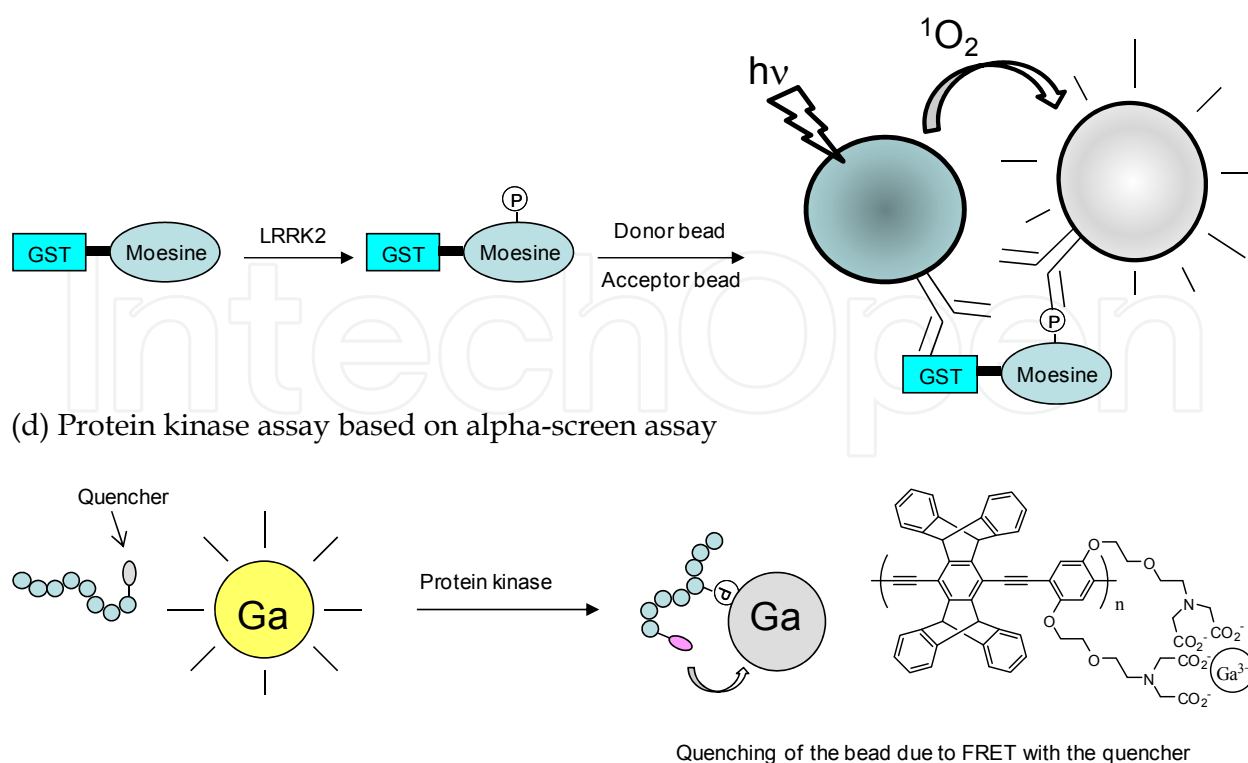 ¹O₂
hν
P
GST Moesine LRRK2 GST Moesine Donor bead
Acceptor bead
P
GST Moesine
IntechOpen
(d) Protein kinase assay based on alpha-screen assay
Quencher
Ga Protein kinase P Ga
O O
n
N
CO₂⁻ CO₂⁻
O O
N CO₂⁻ Ga³⁻
CO₂⁻
Quenching of the bead due to FRET with the quencher